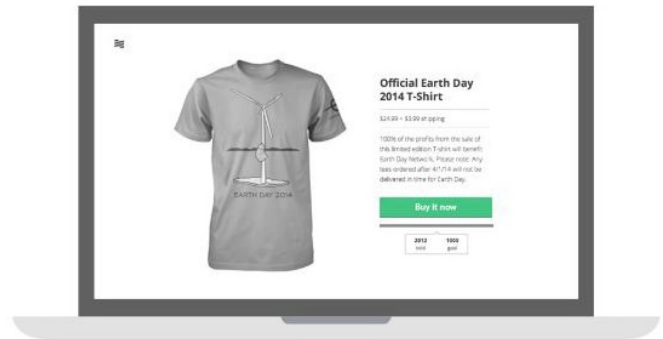 Official Earth Day
2014 T-Shirt
$24.99 + $3.99 shipping
100% of the profits from the sale of
this limited edition T-shirt will benefit
Earth Day Network. Please note: Any
tees ordered after 4/1/14 will not be
delivered in time for Earth Day.
EARTH DAY 2014
Buy it now
2012 1000
sold goal